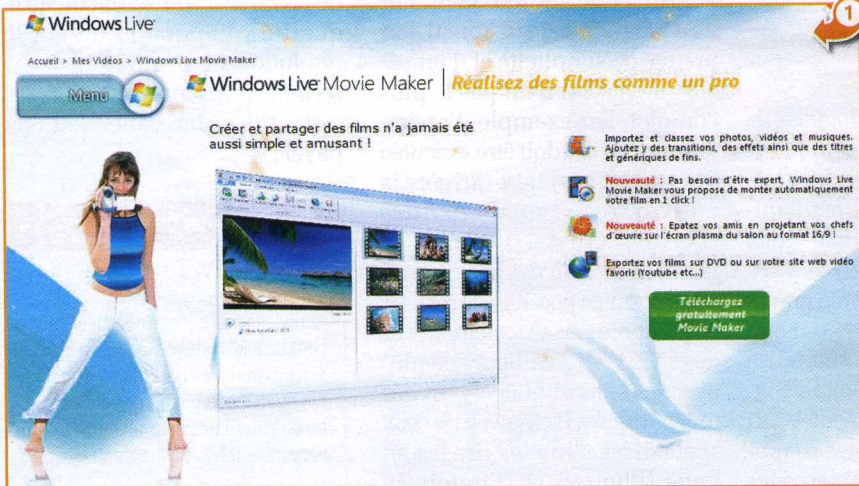 1
Windows Live
Accueil > Mes Vidéos > Windows Live Movie Maker
Menu
Windows Live Movie Maker | Réalisez des films comme un pro
Créer et partager des films n'a jamais été
aussi simple et amusant !
Importez et classez vos photos, vidéos et musiques.
Ajoutez y des transitions, des effets ainsi que des titres
et génériques de fins.
Nouveauté : Pas besoin d'être expert, Windows Live
Movie Maker vous propose de monter automatiquement
votre film en 1 click !
Nouveauté : Epatez vos amis en projetant vos chefs
d'œuvre sur l'écran plasma du salon au format 16/9 !
Exportez vos films sur DVD ou sur votre site web vidéo
favoris (Youtube etc...)
Téléchargez
gratuitement
Movie Maker